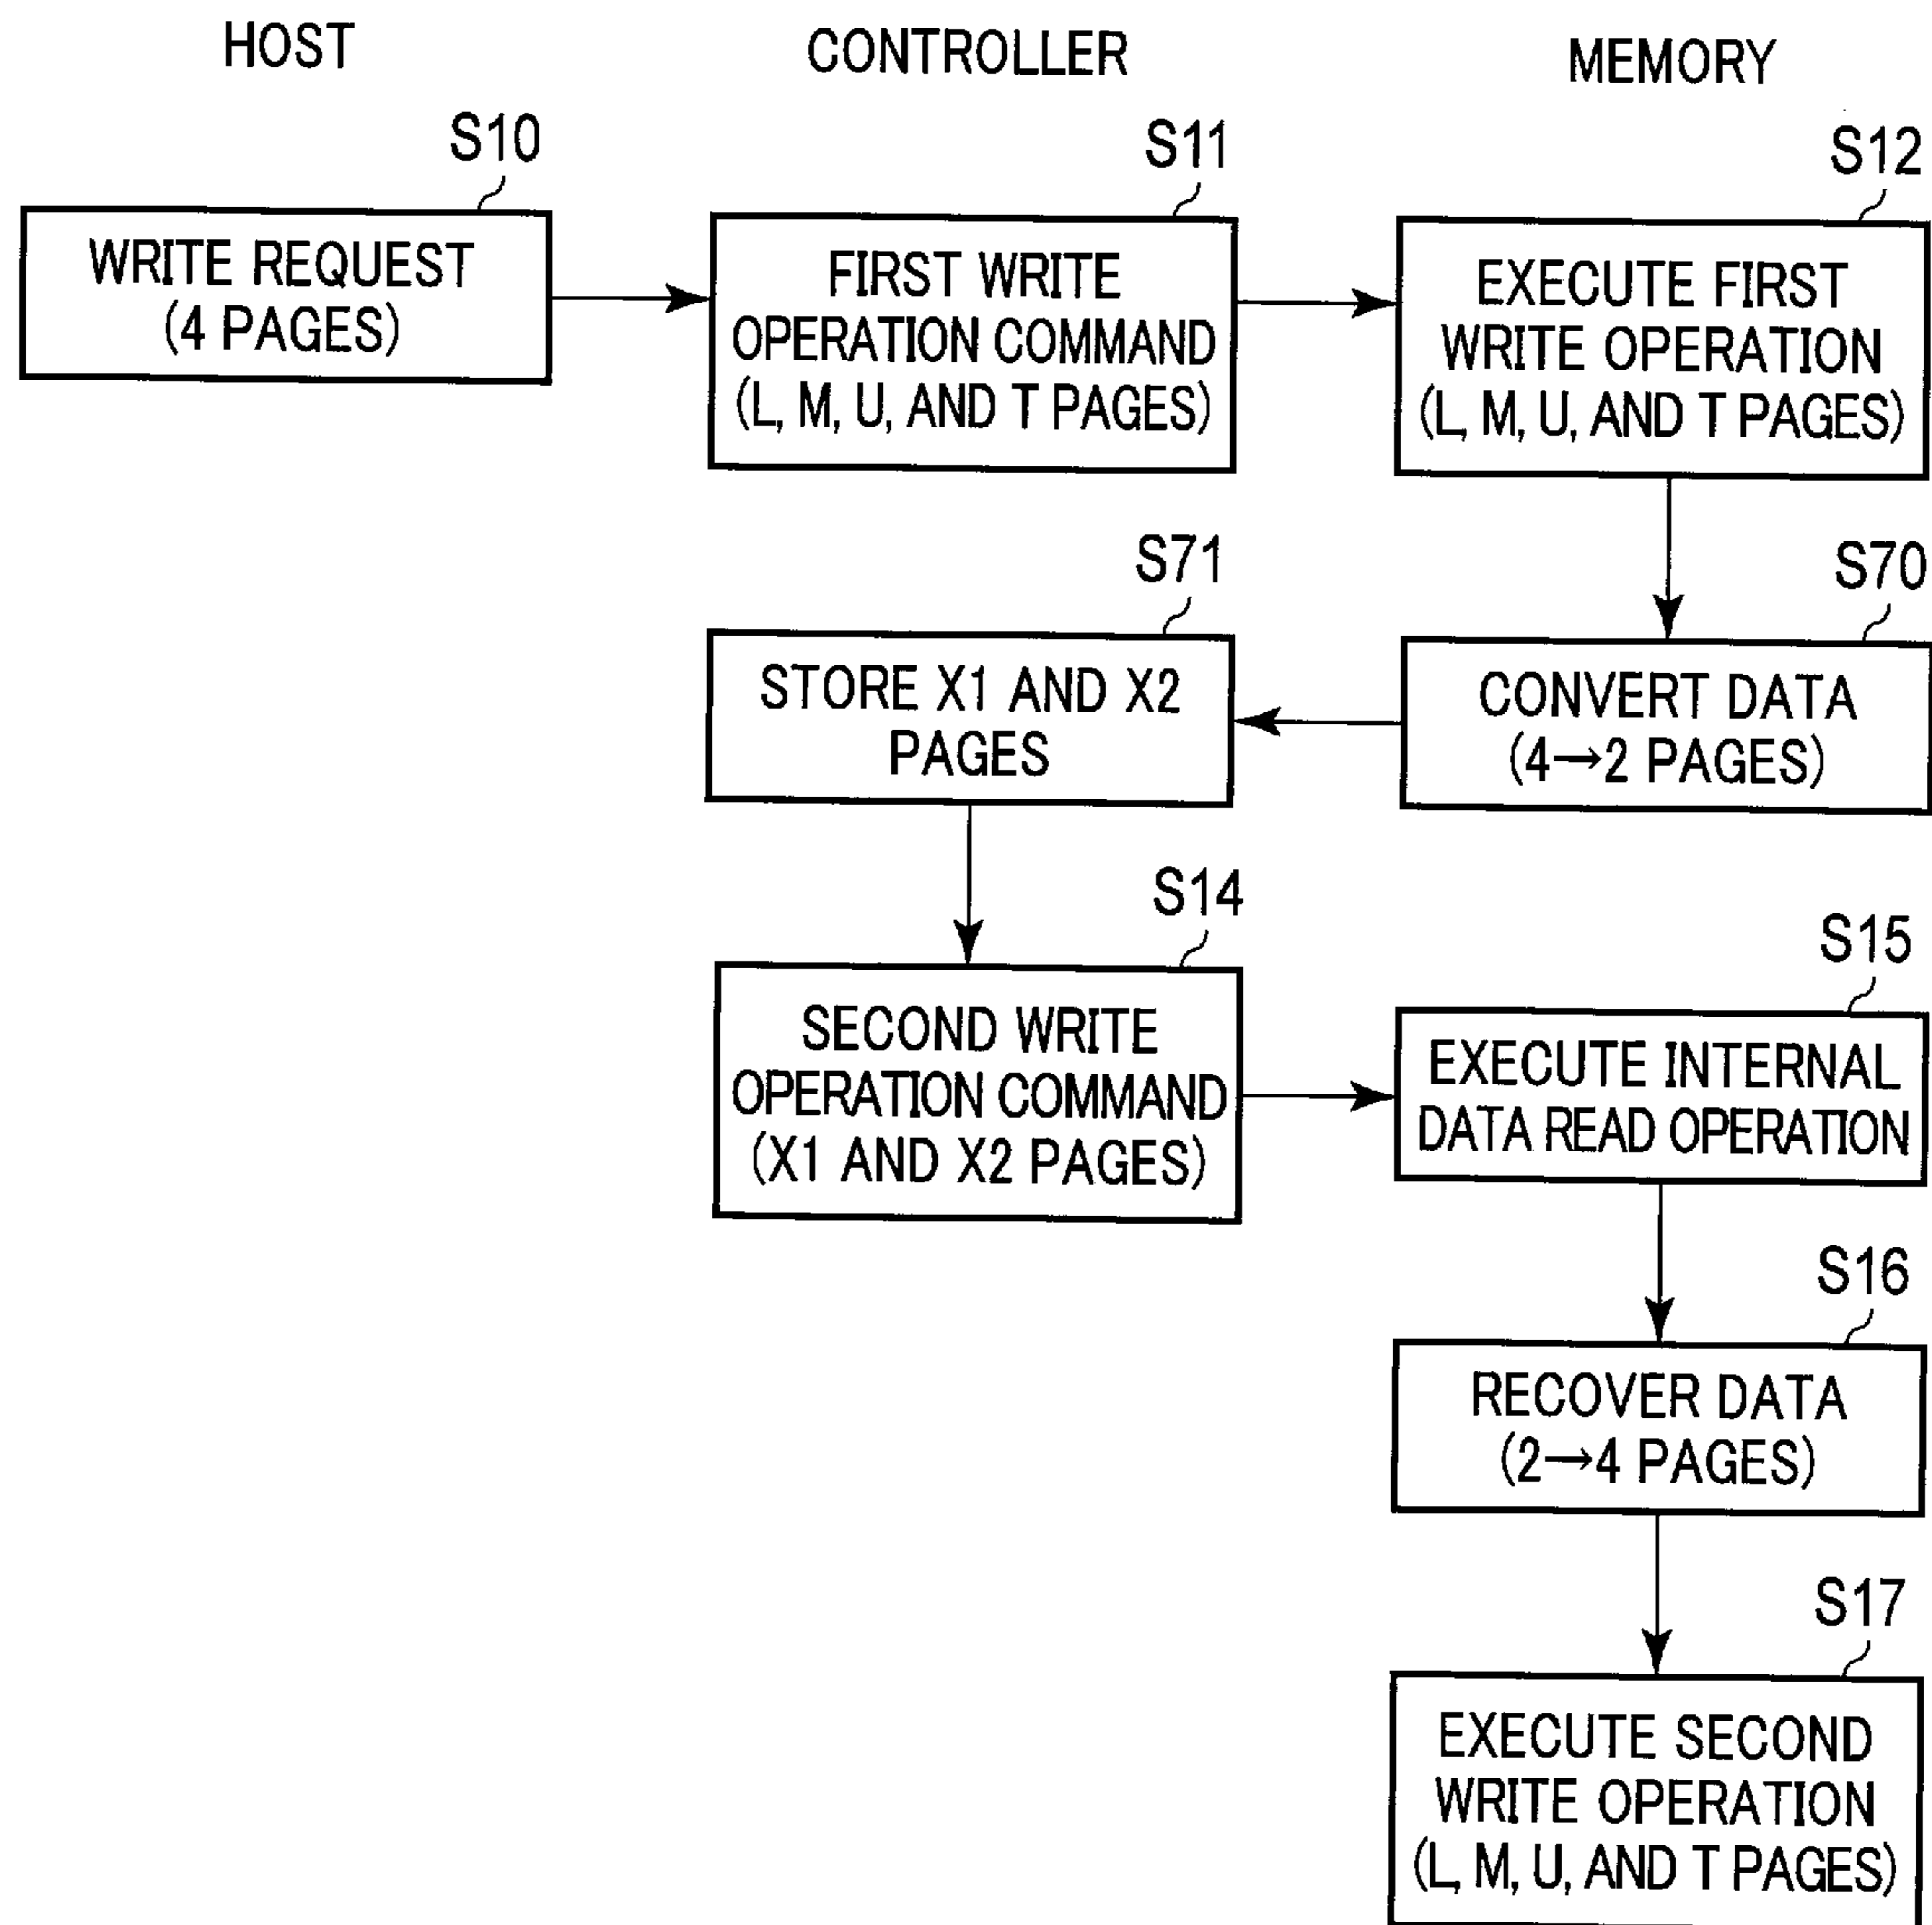 HOST
CONTROLLER
MEMORY
S10
S11
S12
WRITE REQUEST
(4 PAGES)
FIRST WRITE
OPERATION COMMAND
(L, M, U, AND T PAGES)
EXECUTE FIRST
WRITE OPERATION
(L, M, U, AND T PAGES)
S71
S70
STORE X1 AND X2
PAGES
CONVERT DATA
(4→2 PAGES)
S14
S15
SECOND WRITE
OPERATION COMMAND
(X1 AND X2 PAGES)
EXECUTE INTERNAL
DATA READ OPERATION
S16
RECOVER DATA
(2→4 PAGES)
S17
EXECUTE SECOND
WRITE OPERATION
(L, M, U, AND T PAGES)